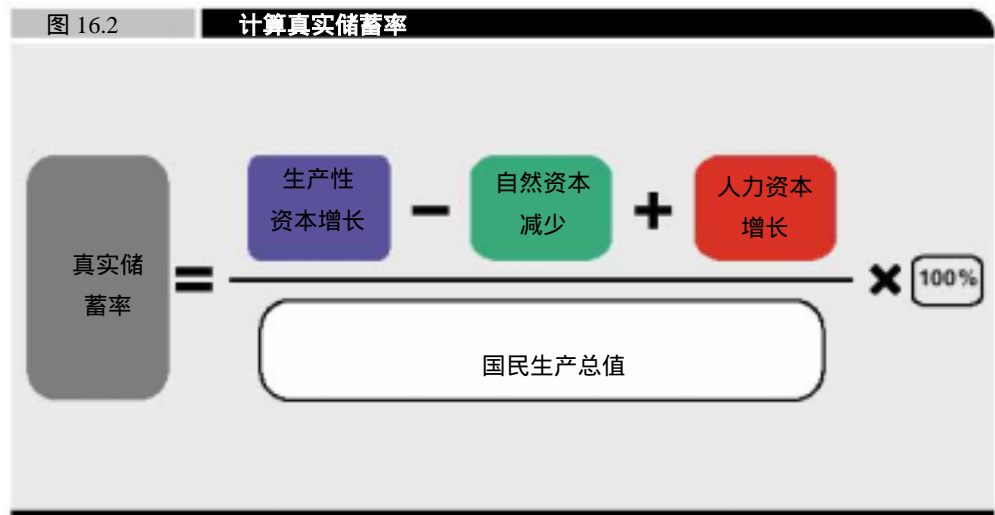 图 16.2 计算真实储蓄率
生产性
资本增长
−
自然资本
减少
+
人力资本
增长
真实储
蓄率
=
× 100%
国民生产总值